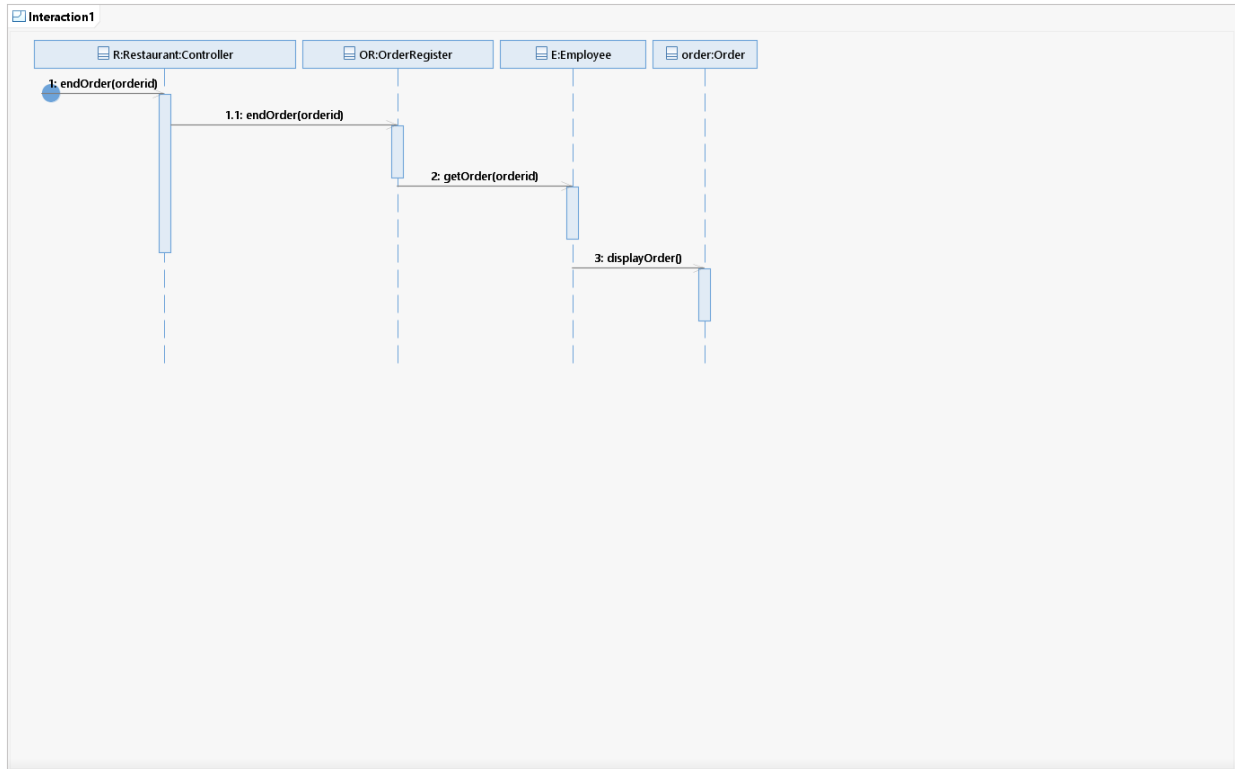 Interaction1
R:Restaurant:Controller
OR:OrderRegister
E:Employee
order:Order
1: endOrder(orderid)
1.1: endOrder(orderid)
2: getOrder(orderid)
3: displayOrder()